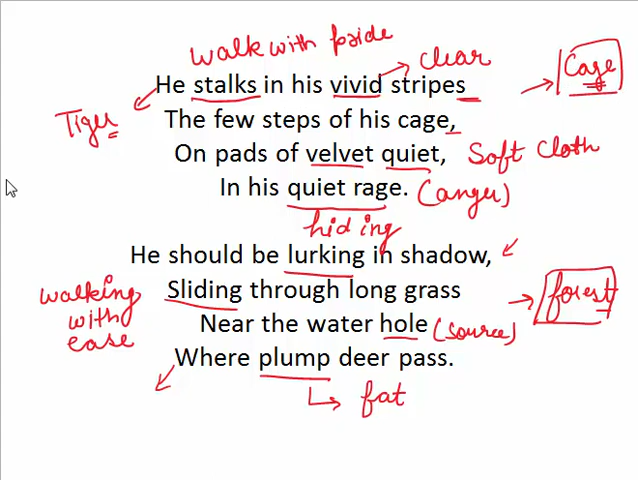 walk with pride
clear
He stalks in his vivid stripes
Cage
Tiger
The few steps of his cage,
On pads of velvet quiet,
Soft Cloth
In his quiet rage.
(anger)
hiding
He should be lurking in shadow,
walking
with
ease
Sliding through long grass
forest
Near the water hole
(source)
Where plump deer pass.
fat